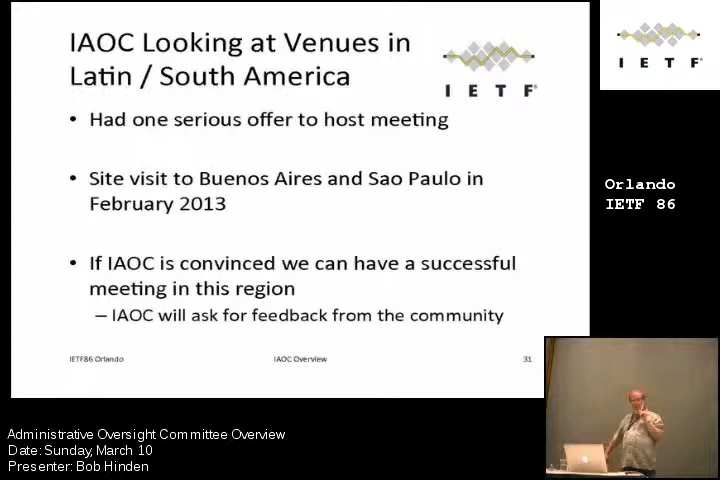 IAOC Looking at Venues in
Latin / South America
I E T F®
• Had one serious offer to host meeting
• Site visit to Buenos Aires and Sao Paulo in
February 2013
• If IAOC is convinced we can have a successful
meeting in this region
– IAOC will ask for feedback from the community
IETF86 Orlando
IAOC Overview
31
I E T F®
Orlando
IETF 86
Administrative Oversight Committee Overview
Date: Sunday, March 10
Presenter: Bob Hinden